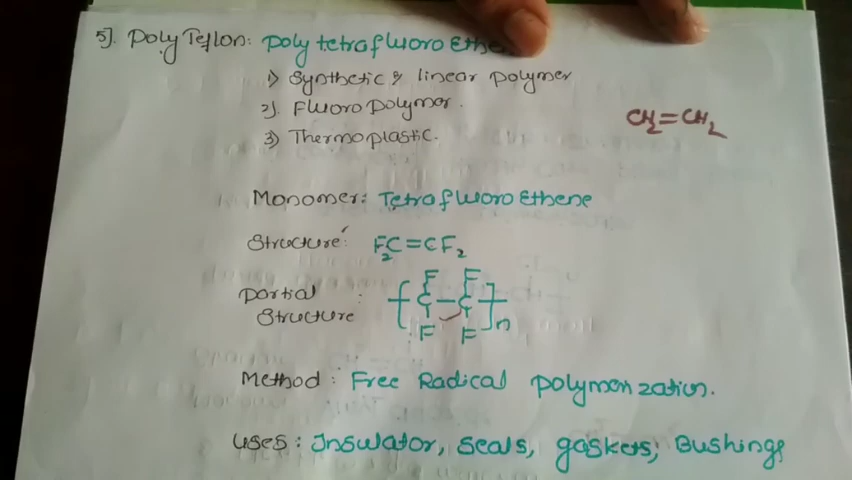 5]. Poly Teflon: Poly tetrafluoro Ethe
1) Synthetic & linear polymer
2). Fluoro polymer.
3) Thermoplastic.
CH2=CH2
Monomer: Tetrafluoro Ethene
Structure: F2C=CF2
Partial :
F F
[C-C]n
Structure
F F
Method: Free Radical polymerization.
Uses: Insulator, seals, gaskets, Bushings